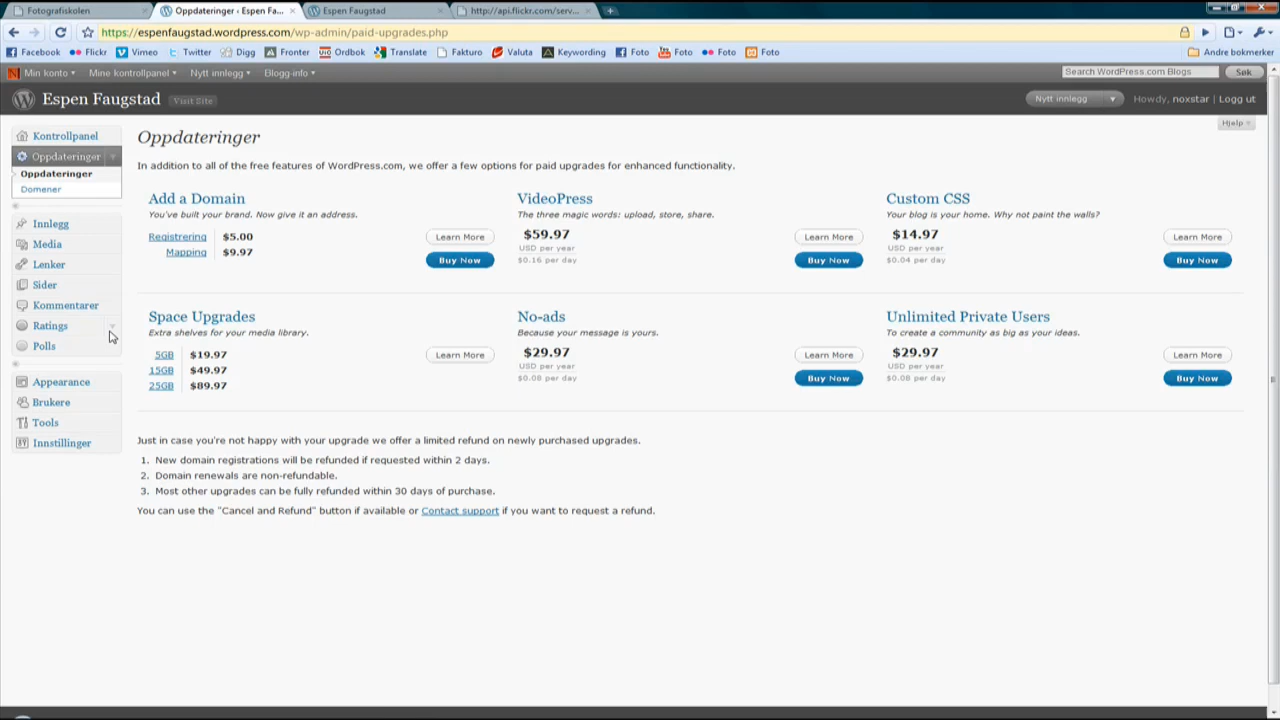 Fotografiskolen
Oppdateringer ‹ Espen Fa...
Espen Faugstad
http://api.flickr.com/serv...
https://espenfaugstad.wordpress.com/wp-admin/paid-upgrades.php
Facebook Flickr Vimeo Twitter Digg Fronter Ordbok Translate Fakturo Valuta Keywording Foto Foto Foto Foto Andre bokmerker
Min konto Mine kontrollpanel Nytt innlegg Blogg-info Search WordPress.com Blogs Søk
Espen Faugstad Visit Site Nytt innlegg Howdy, noxstar | Logg ut
Hjelp
Kontrollpanel
Oppdateringer
Oppdateringer
Domener
Innlegg
Media
Lenker
Sider
Kommentarer
Ratings
Polls
Appearance
Brukere
Tools
Innstillinger
Oppdateringer
In addition to all of the free features of WordPress.com, we offer a few options for paid upgrades for enhanced functionality.
Add a Domain
You've built your brand. Now give it an address.
Registrering $5.00
Mapping $9.97
Learn More
Buy Now
VideoPress
The three magic words: upload, store, share.
$59.97
USD per year
$0.16 per day
Learn More
Buy Now
Custom CSS
Your blog is your home. Why not paint the walls?
$14.97
USD per year
$0.04 per day
Learn More
Buy Now
Space Upgrades
Extra shelves for your media library.
5GB $19.97
15GB $49.97
25GB $89.97
Learn More
No-ads
Because your message is yours.
$29.97
USD per year
$0.08 per day
Learn More
Buy Now
Unlimited Private Users
To create a community as big as your ideas.
$29.97
USD per year
$0.08 per day
Learn More
Buy Now
Just in case you're not happy with your upgrade we offer a limited refund on newly purchased upgrades.
1. New domain registrations will be refunded if requested within 2 days.
2. Domain renewals are non-refundable.
3. Most other upgrades can be fully refunded within 30 days of purchase.
You can use the "Cancel and Refund" button if available or Contact support if you want to request a refund.